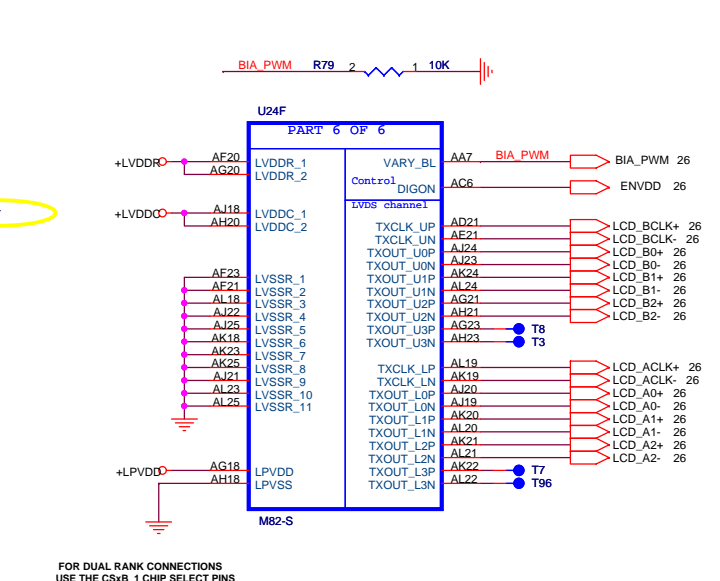 BIA_PWM R79 2 1 10K
U24F
PART 6 OF 6
+LVDDR AF20 LVDDR_1 VARY_BL AA7 BIA_PWM BIA_PWM 26
AG20 LVDDR_2
Control DIGON AC6 ENVDD 26
LVDS channel
+LVDDC AJ18 LVDDC_1
AH20 LVDDC_2
TXCLK_UP AD21 LCD_BCLK+ 26
TXCLK_UN AE21 LCD_BCLK- 26
TXOUT_U0P AJ24 LCD_B0+ 26
TXOUT_U0N AJ23 LCD_B0- 26
AF23 LVSSR_1 TXOUT_U1P AK24 LCD_B1+ 26
AF21 LVSSR_2 TXOUT_U1N AL24 LCD_B1- 26
AL18 LVSSR_3 TXOUT_U2P AG21 LCD_B2+ 26
AJ22 LVSSR_4 TXOUT_U2N AH21 LCD_B2- 26
AJ25 LVSSR_5 TXOUT_U3P AG23 T8
AK18 LVSSR_6 TXOUT_U3N AH23 T3
AK23 LVSSR_7
AK25 LVSSR_8 TXCLK_LP AL19 LCD_ACLK+ 26
AJ21 LVSSR_9 TXCLK_LN AK19 LCD_ACLK- 26
AL23 LVSSR_10 TXOUT_L0P AJ20 LCD_A0+ 26
AL25 LVSSR_11 TXOUT_L0N AJ19 LCD_A0- 26
TXOUT_L1P AK20 LCD_A1+ 26
TXOUT_L1N AL20 LCD_A1- 26
TXOUT_L2P AK21 LCD_A2+ 26
TXOUT_L2N AL21 LCD_A2- 26
+LPVDD AG18 LPVDD TXOUT_L3P AK22 T7
AH18 LPVSS TXOUT_L3N AL22 T96
M82-S
FOR DUAL RANK CONNECTIONS
USE THE CSxB_1 CHIP SELECT PINS